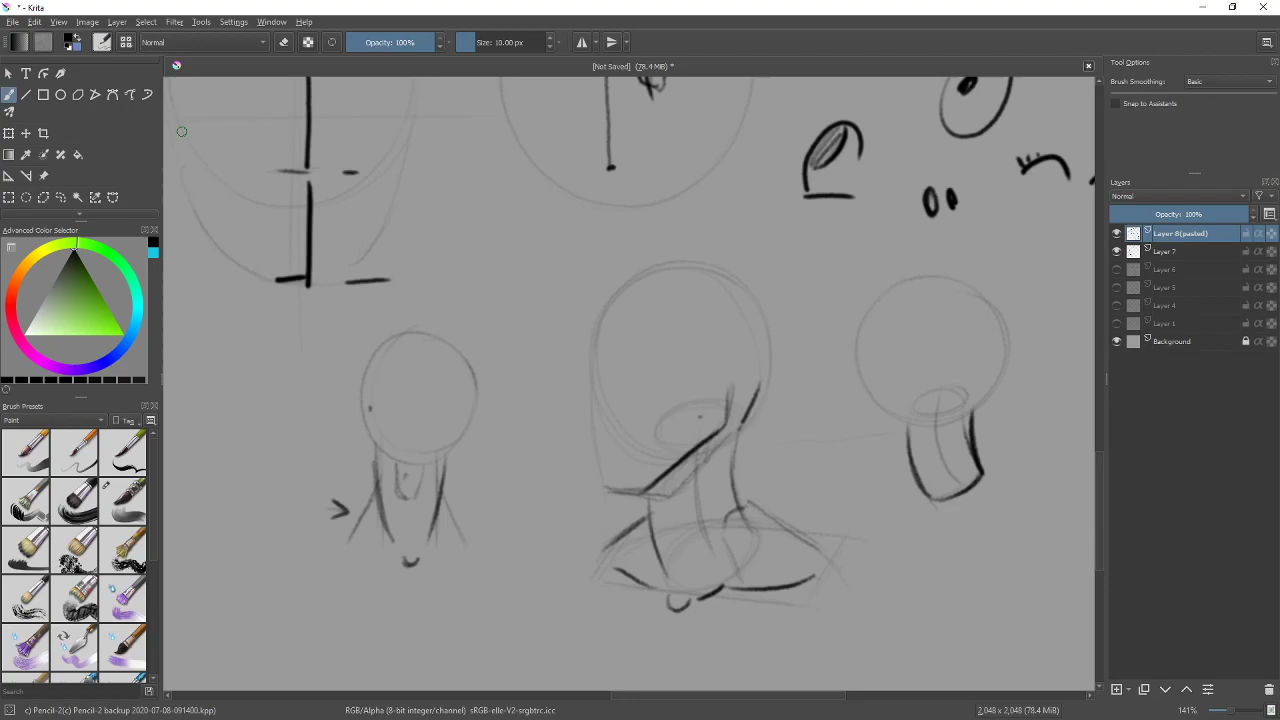 * - Krita
File Edit View Image Layer Select Filter Tools Settings Window Help
Normal Opacity: 100% Size: 10.00 px
[Not Saved] (78.4 MiB) *
Tool Options
Brush Smoothing: Basic
Snap to Assistants
Layers
Normal
Opacity: 100%
Layer 8(pasted)
Layer 7
Layer 6
Layer 5
Layer 4
Layer 1
Background
Advanced Color Selector
Brush Presets
Paint Tag
Search
c) Pencil-2(c) Pencil-2 backup 2020-07-08-091400.kpp) RGB/Alpha (8-bit integer/channel) sRGB-elle-V2-srgbtrc.icc 2,048 x 2,048 (78.4 MiB) 141%